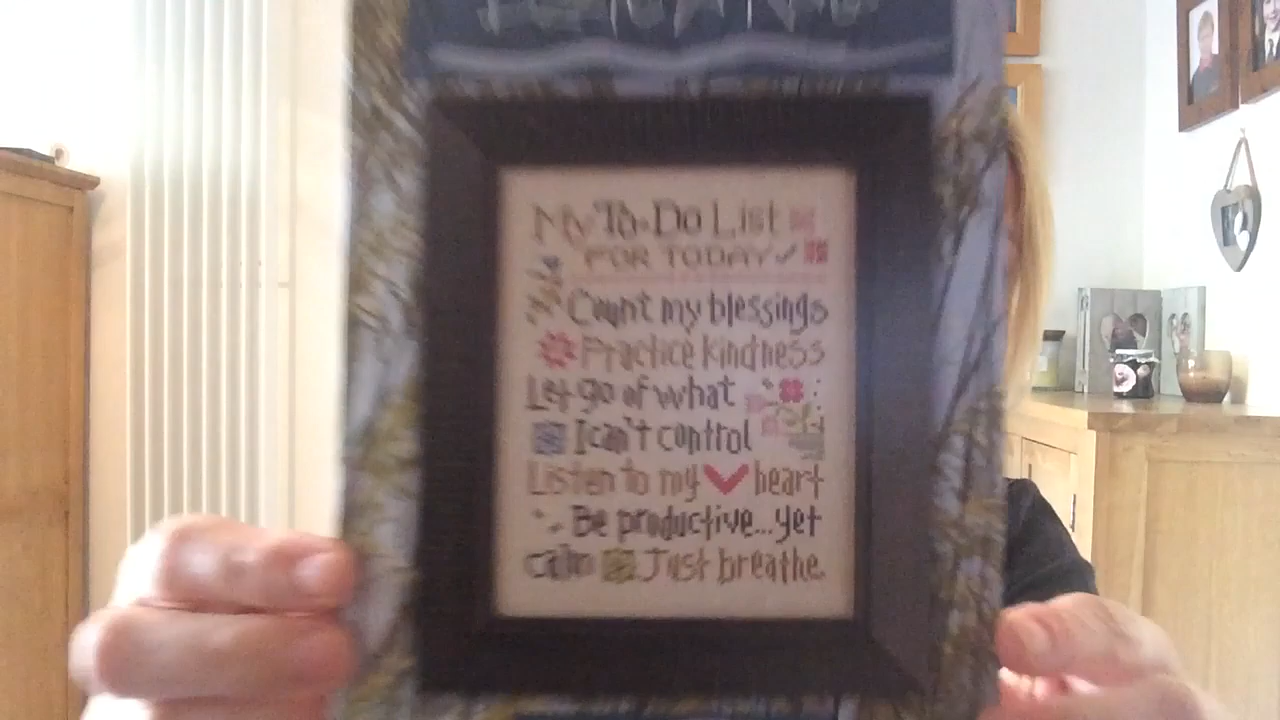 My To-Do List
FOR TODAY
Count my blessings
Practice kindness
Let go of what
I can't control
Listen to my heart
Be productive...yet
calm Just breathe.